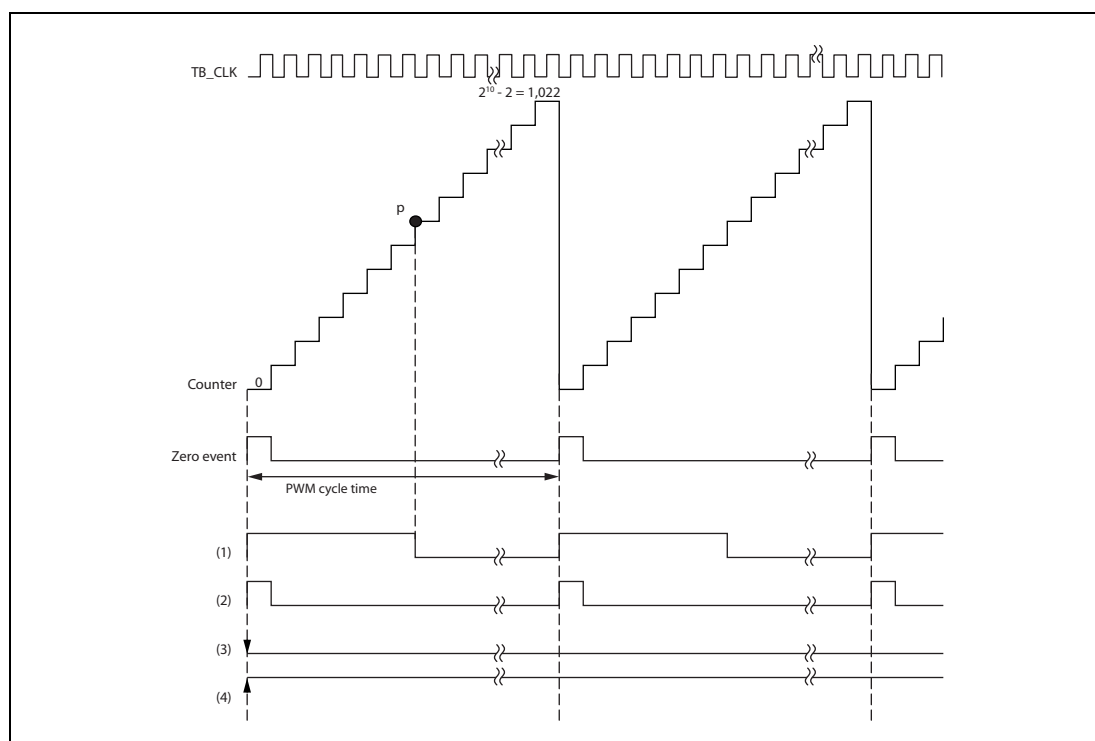 TB_CLK
2¹⁰ - 2 = 1,022
p
Counter
0
Zero event
PWM cycle time
(1)
(2)
(3)
(4)